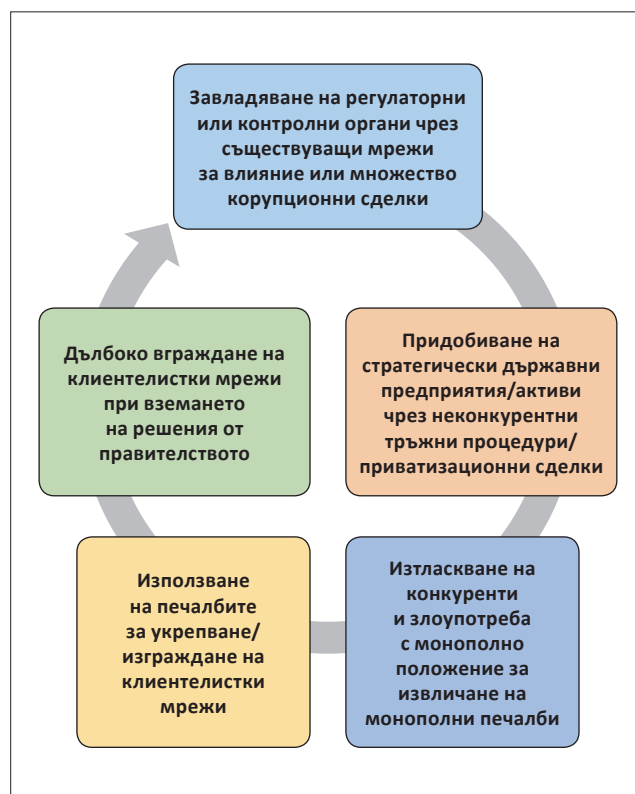 Завладяване на регулаторни
или контролни органи чрез
съществуващи мрежи
за влияние или множество
корупционни сделки
Придобиване на
стратегически държавни
предприятия/активи
чрез неконкурентни
тръжни процедури/
приватизационни сделки
Изтласкване на
конкуренти
и злоупотреба
с монополно
положение за
извличане на
монополни печалби
Използване
на печалбите
за укрепване/
изграждане на
клиентелистки
мрежи
Дълбоко вграждане на
клиентелистки мрежи
при вземането
на решения от
правителството